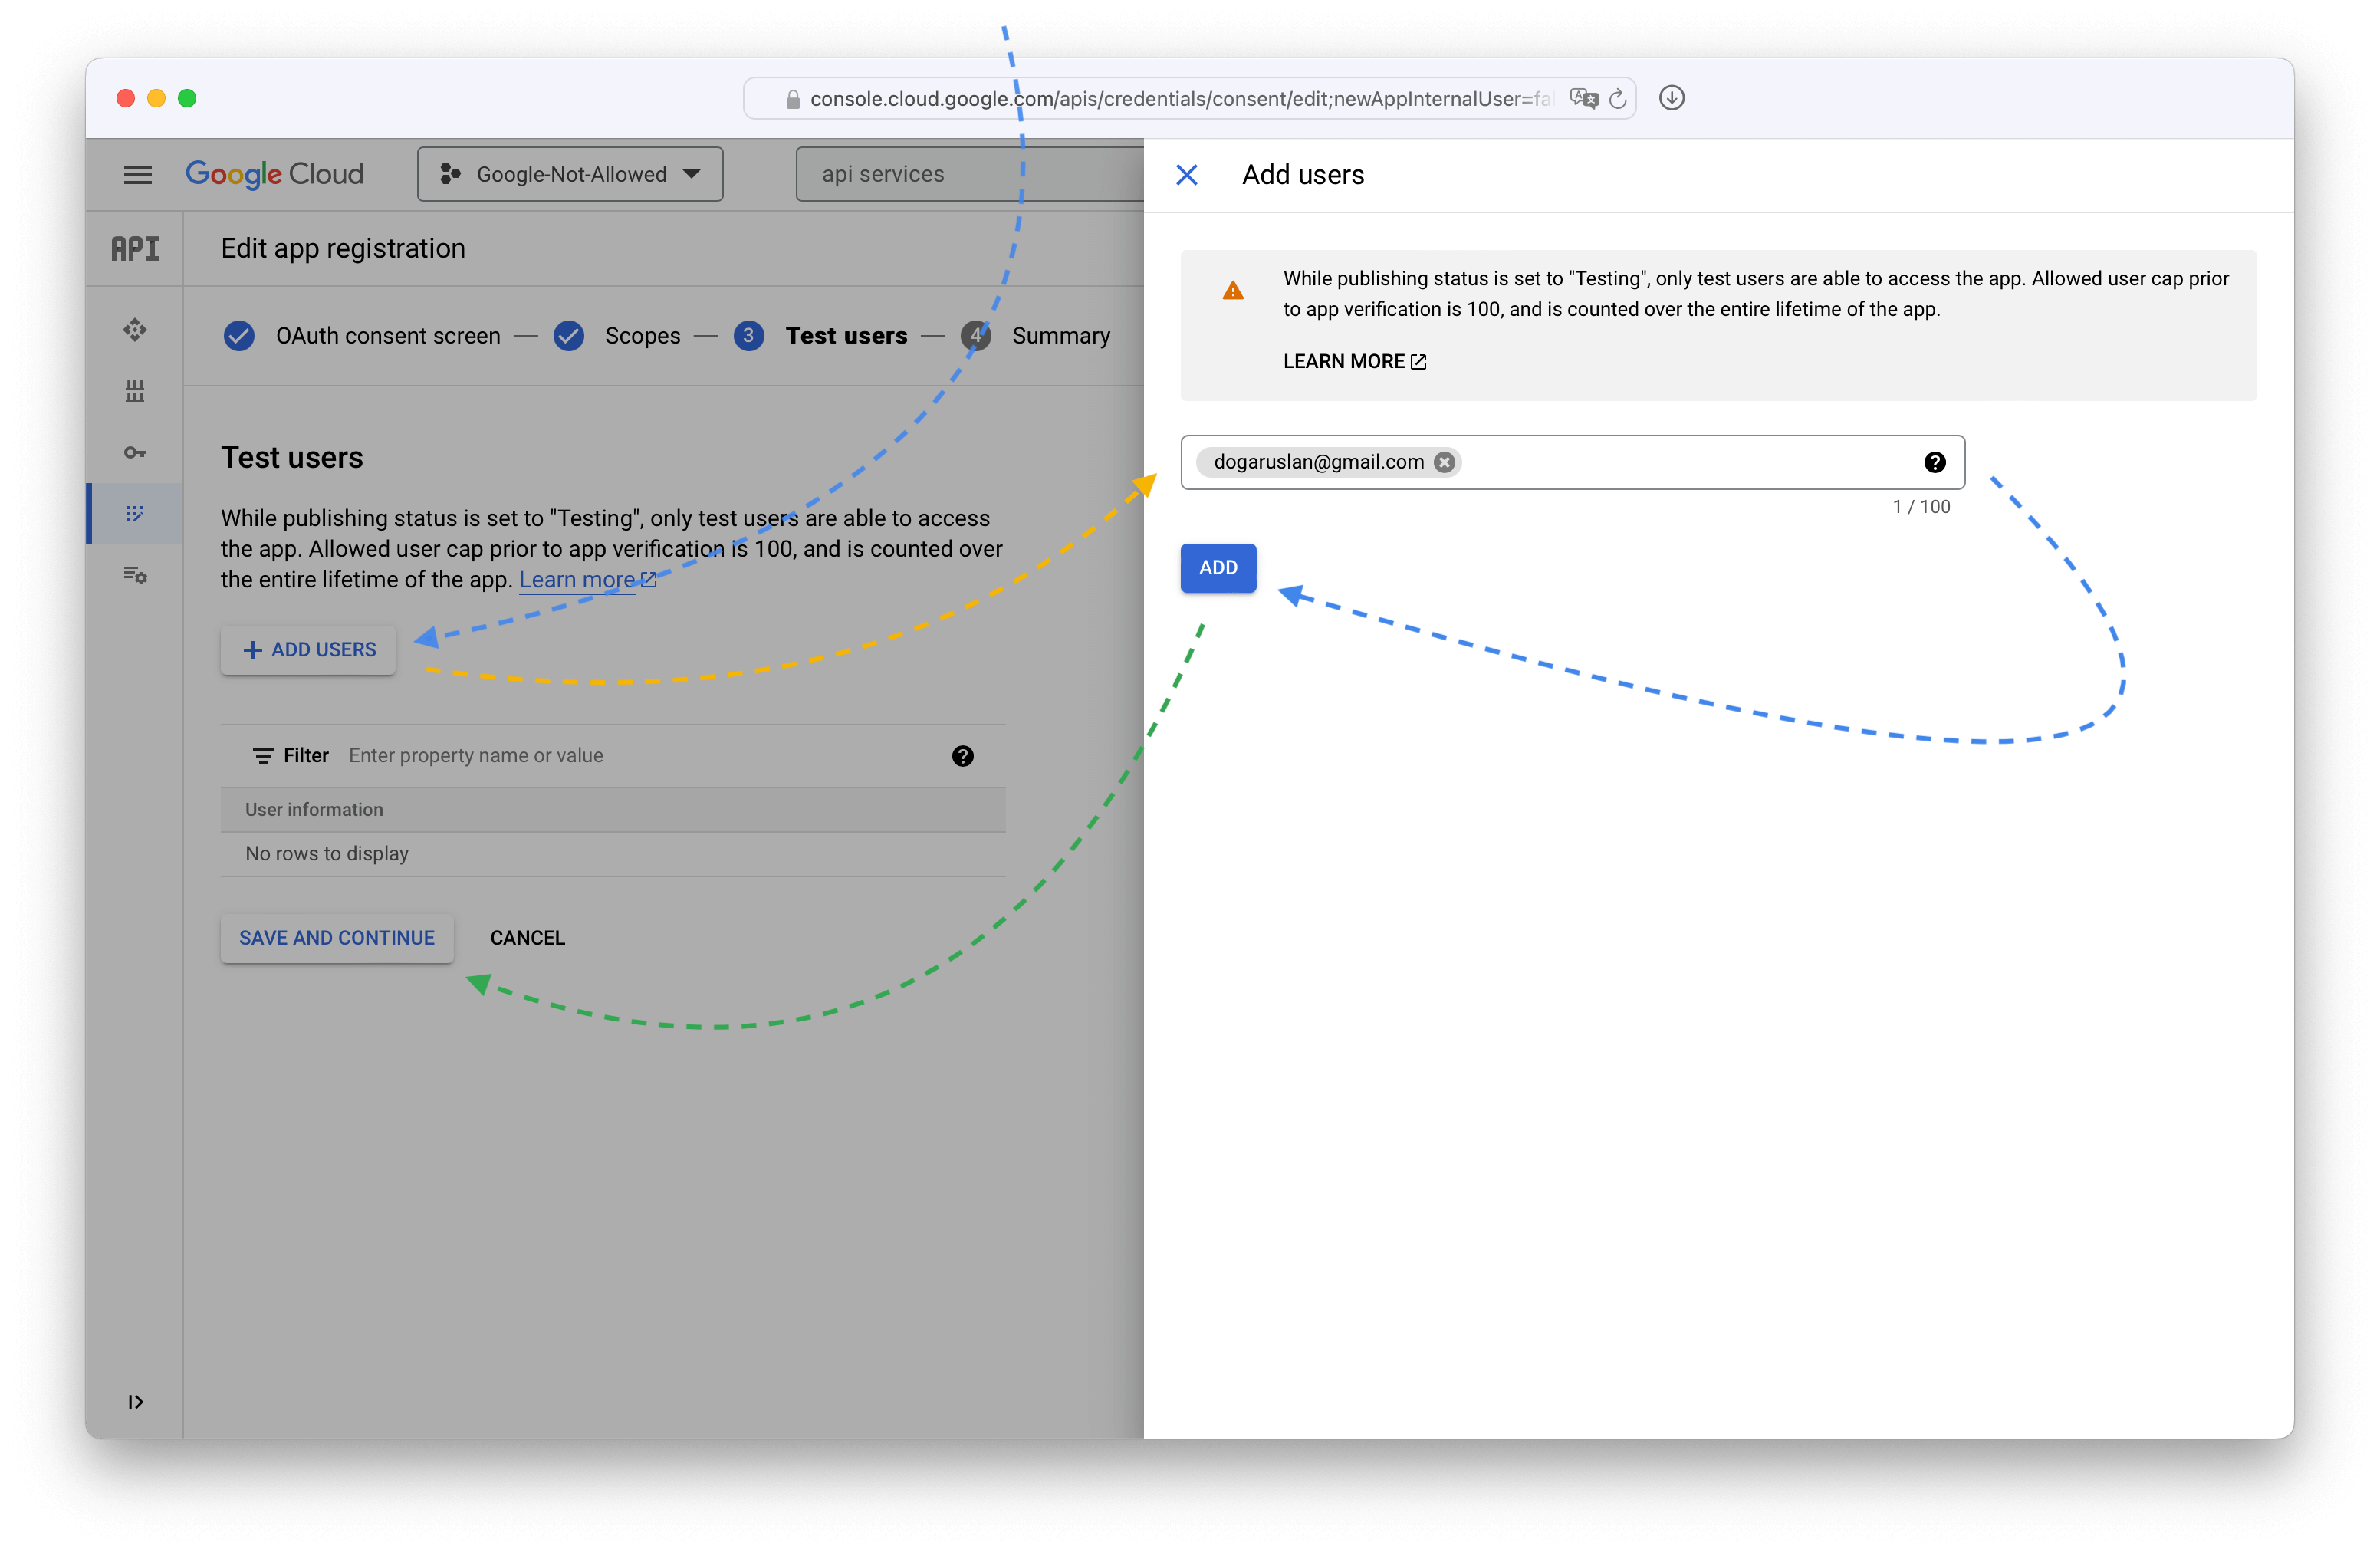 console.cloud.google.com/apis/credentials/consent/edit;newAppInternalUser=fal
Google Cloud
Google-Not-Allowed
api services
API
Edit app registration
OAuth consent screen
Scopes
3
Test users
4
Summary
Test users
While publishing status is set to "Testing", only test users are able to access
the app. Allowed user cap prior to app verification is 100, and is counted over
the entire lifetime of the app. Learn more
ADD USERS
Filter
Enter property name or value
User information
No rows to display
SAVE AND CONTINUE
CANCEL
Add users
While publishing status is set to "Testing", only test users are able to access the app. Allowed user cap prior
to app verification is 100, and is counted over the entire lifetime of the app.
LEARN MORE
dogaruslan@gmail.com
1 / 100
ADD